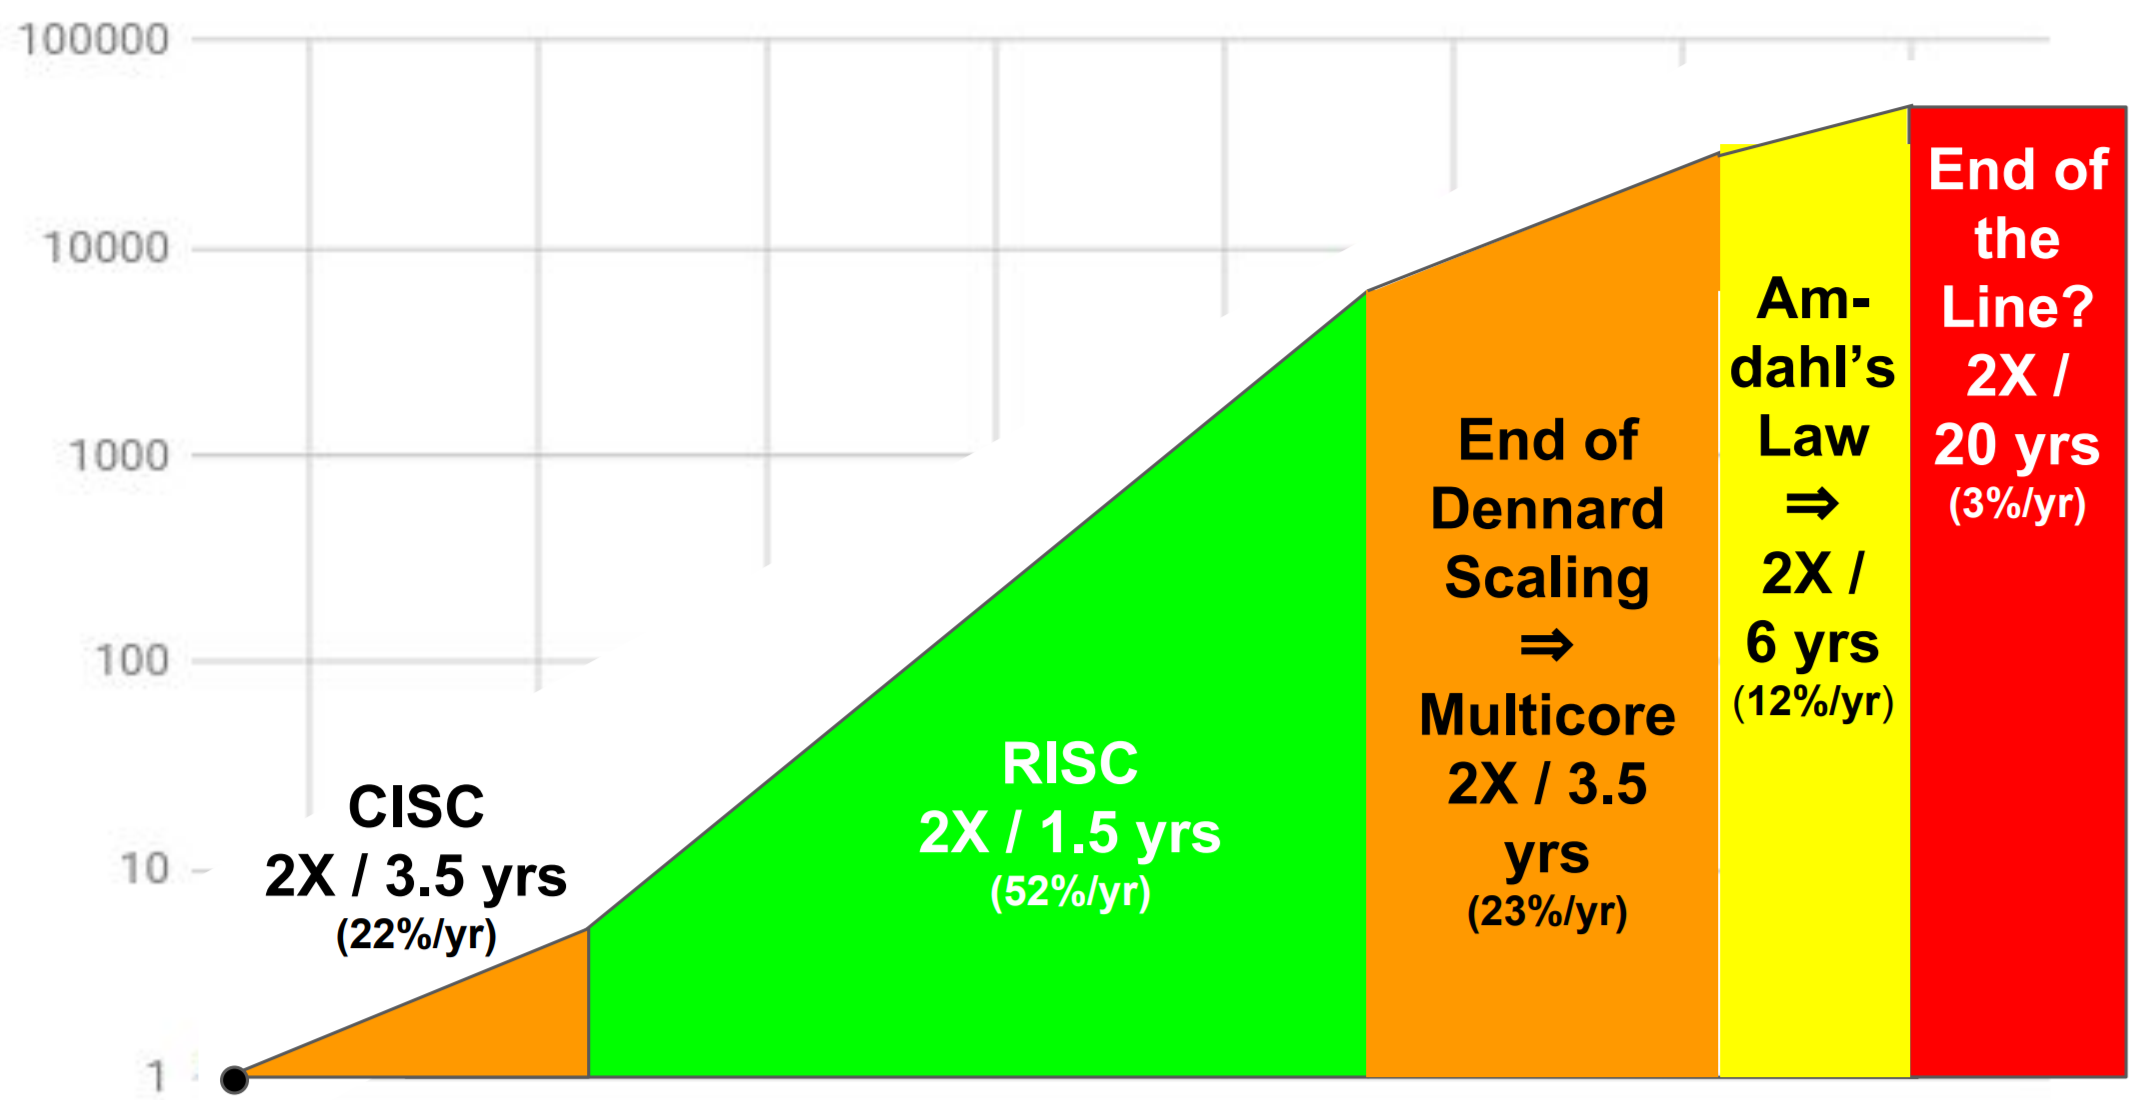 100000
10000
1000
100
10
1
CISC
2X / 3.5 yrs
(22%/yr)
RISC
2X / 1.5 yrs
(52%/yr)
End of
Dennard
Scaling
⇒
Multicore
2X / 3.5
yrs
(23%/yr)
Am-
dahl’s
Law
⇒
2X /
6 yrs
(12%/yr)
End of
the
Line?
2X /
20 yrs
(3%/yr)